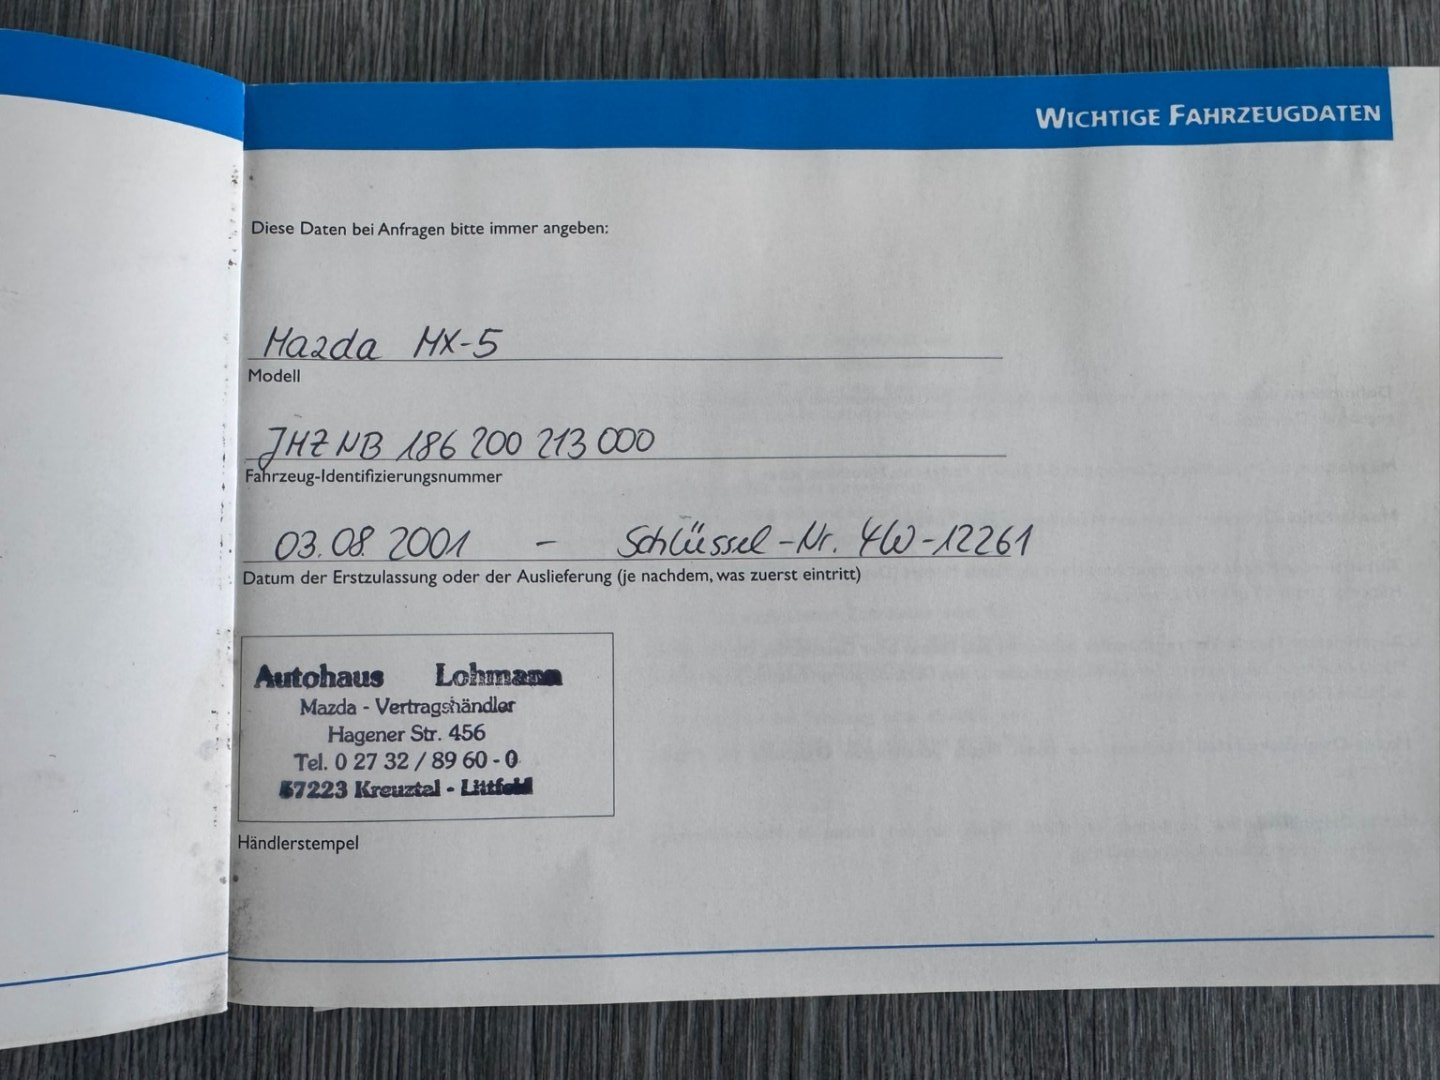 WICHTIGE FAHRZEUGDATEN
Diese Daten bei Anfragen bitte immer angeben:
Mazda MX-5
Modell
JMZ NB 186 200 213 000
Fahrzeug-Identifizierungsnummer
03.08 2001 - Schlüssel-Nr. 4W-12261
Datum der Erstzulassung oder der Auslieferung (je nachdem, was zuerst eintritt)
Autohaus Lohmann
Mazda - Vertragshändler
Hagener Str. 456
Tel. 0 27 32 / 89 60 - 0
57223 Kreuztal - Littfeld
Händlerstempel